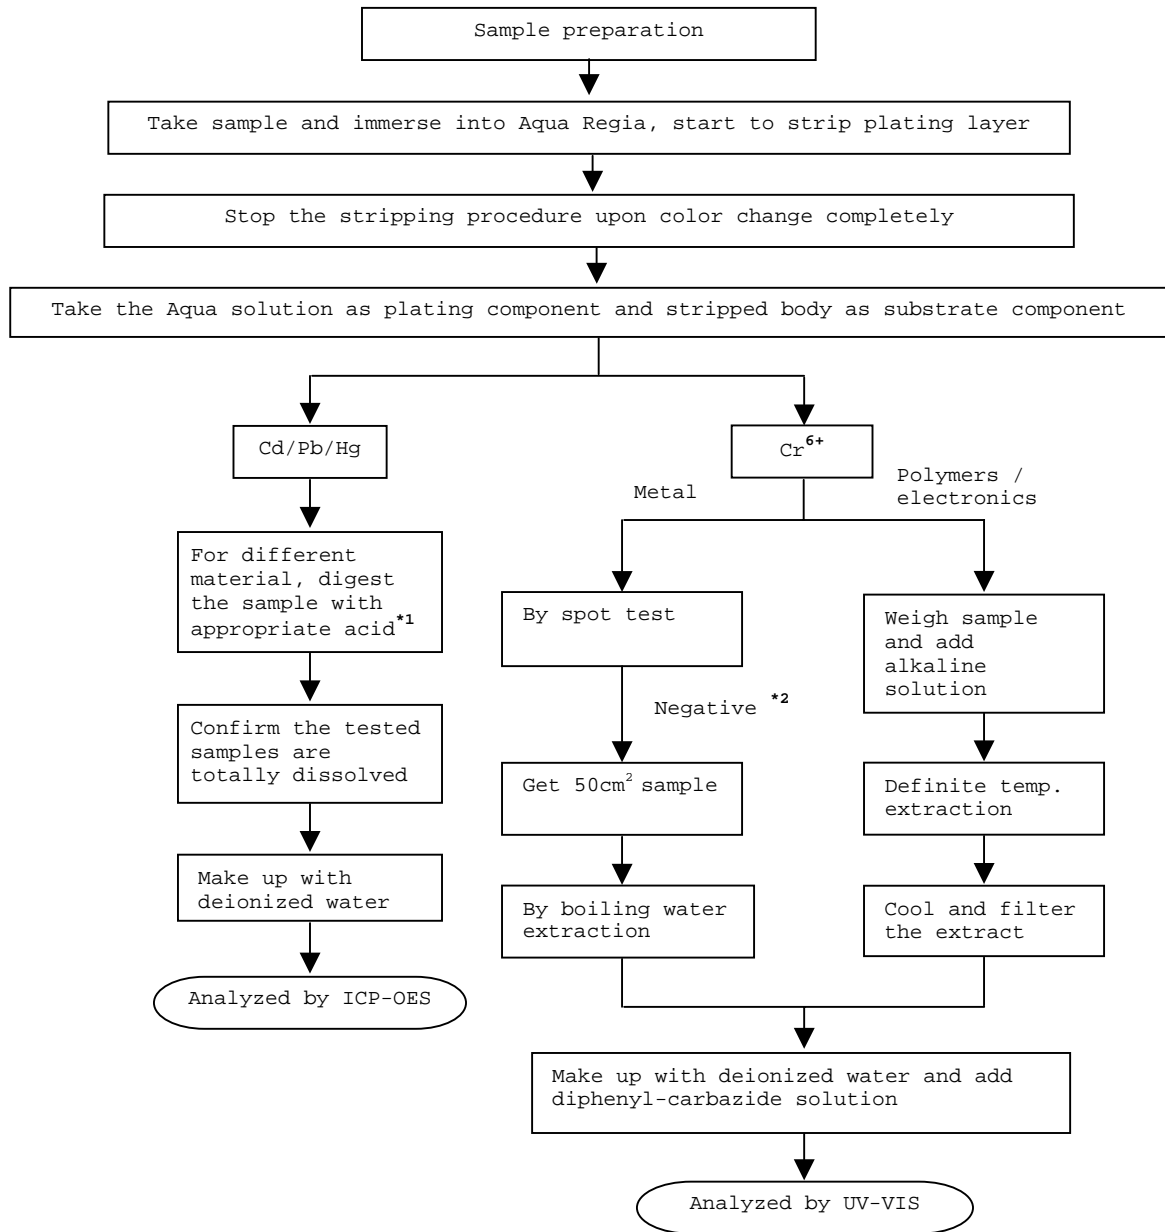 Sample preparation
Take sample and immerse into Aqua Regia, start to strip plating layer
Stop the stripping procedure upon color change completely
Take the Aqua solution as plating component and stripped body as substrate component
Cd/Pb/Hg
For different
material, digest
the sample with
appropriate acid*1
Confirm the tested
samples are
totally dissolved
Make up with
deionized water
Analyzed by ICP-OES
Cr6+
Metal
By spot test
Negative *2
Get 50cm2 sample
By boiling water
extraction
Polymers /
electronics
Weigh sample
and add
alkaline
solution
Definite temp.
extraction
Cool and filter
the extract
Make up with deionized water and add
diphenyl-carbazide solution
Analyzed by UV-VIS